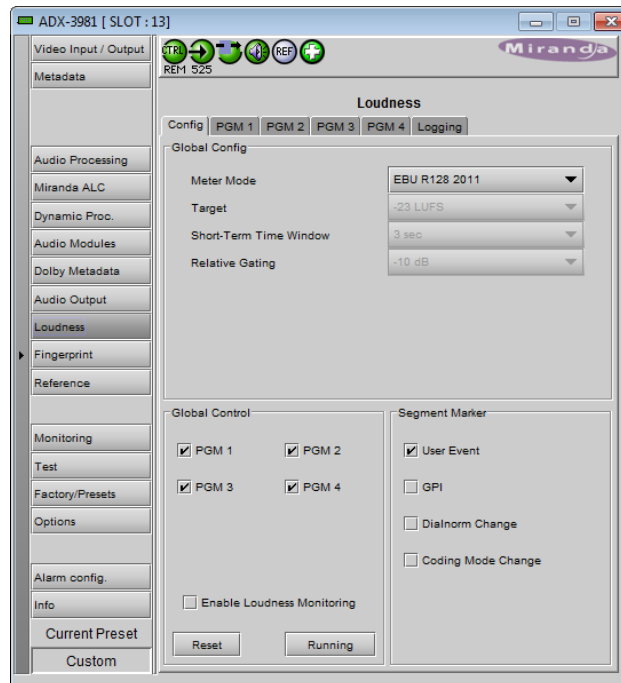 ADX-3981 [ SLOT : 13]
Video Input / Output
Metadata
Audio Processing
Miranda ALC
Dynamic Proc.
Audio Modules
Dolby Metadata
Audio Output
Loudness
Fingerprint
Reference
Monitoring
Test
Factory/Presets
Options
Alarm config.
Info
Current Preset
Custom
CTRL REF
REM 525
Miranda
Loudness
Config PGM 1 PGM 2 PGM 3 PGM 4 Logging
Global Config
Meter Mode EBU R128 2011
Target -23 LUFS
Short-Term Time Window 3 sec
Relative Gating -10 dB
Global Control
PGM 1 PGM 2
PGM 3 PGM 4
Enable Loudness Monitoring
Reset Running
Segment Marker
User Event
GPI
Dialnorm Change
Coding Mode Change